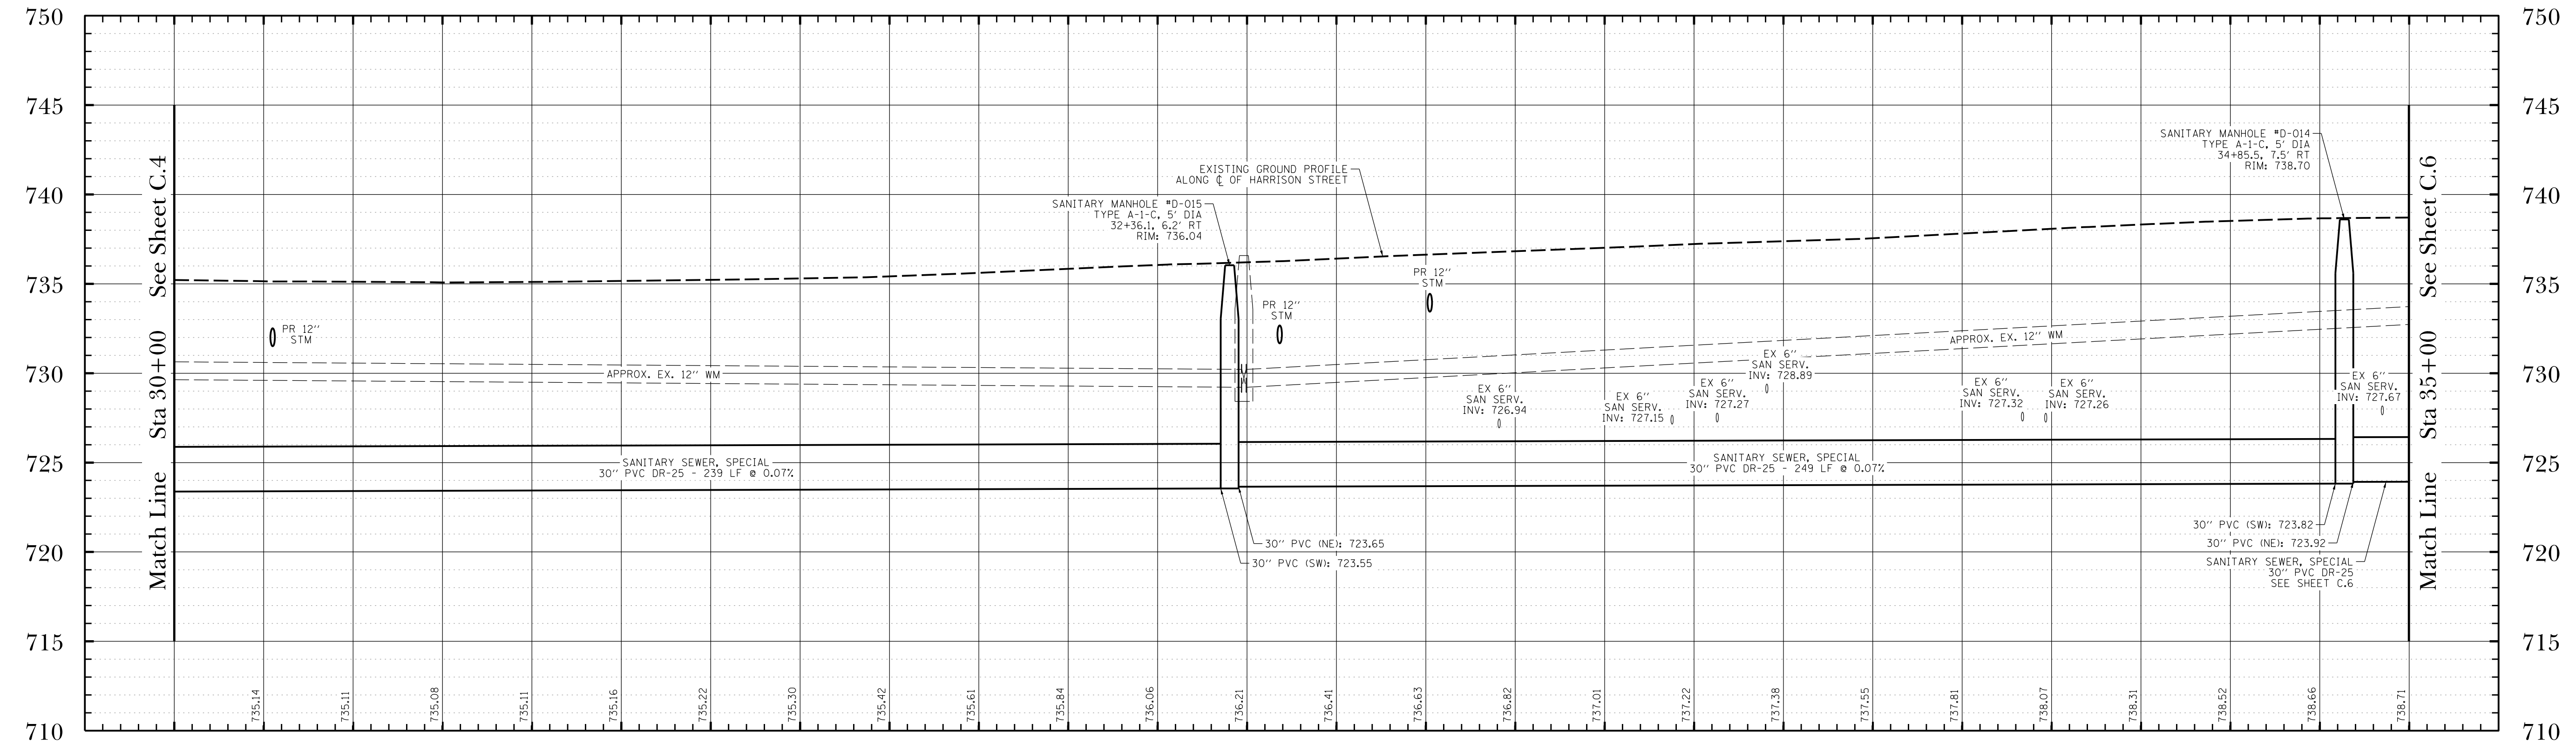 750
745
740
735
730
725
720
715
710
Match Line Sta 30+00 See Sheet C.4
PR 12"
STM
APPROX. EX. 12" WM
SANITARY SEWER, SPECIAL
30" PVC DR-25 - 239 LF @ 0.07%
SANITARY MANHOLE #D-015
TYPE A-1-C, 5' DIA
32+36.1, 6.2' RT
RIM: 736.04
EXISTING GROUND PROFILE
ALONG ℄ OF HARRISON STREET
PR 12"
STM
PR 12"
STM
30" PVC (NE): 723.65
30" PVC (SW): 723.55
EX 6"
SAN SERV.
INV: 726.94
EX 6"
SAN SERV.
INV: 727.15
EX 6"
SAN SERV.
INV: 727.27
EX 6"
SAN SERV.
INV: 728.89
SANITARY SEWER, SPECIAL
30" PVC DR-25 - 249 LF @ 0.07%
APPROX. EX. 12" WM
EX 6"
SAN SERV.
INV: 727.32
EX 6"
SAN SERV.
INV: 727.26
SANITARY MANHOLE #D-014
TYPE A-1-C, 5' DIA
34+85.5, 7.5' RT
RIM: 738.70
EX 6"
SAN SERV.
INV: 727.67
30" PVC (SW): 723.82
30" PVC (NE): 723.92
SANITARY SEWER, SPECIAL
30" PVC DR-25
SEE SHEET C.6
Match Line Sta 35+00 See Sheet C.6
735.14
735.11
735.08
735.11
735.16
735.22
735.30
735.42
735.61
735.84
736.06
736.21
736.41
736.63
736.82
737.01
737.22
737.38
737.55
737.81
738.07
738.31
738.52
738.66
738.71
750
745
740
735
730
725
720
715
710